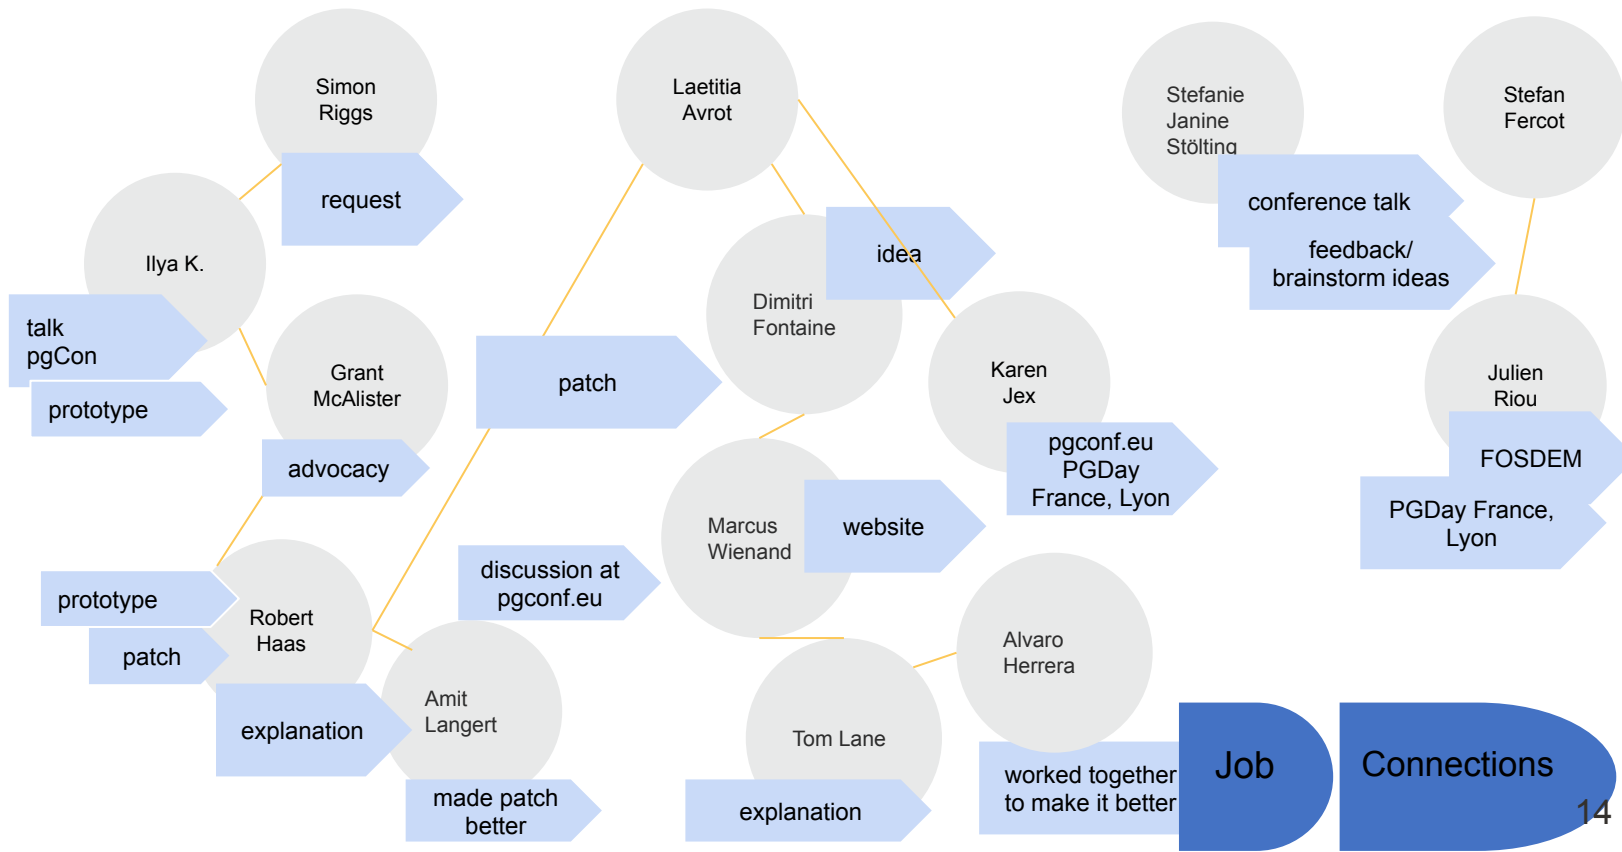 Simon
Riggs
request
Ilya K.
talk
pgCon
prototype
Grant
McAlister
advocacy
prototype
patch
Robert
Haas
explanation
Amit
Langert
made patch
better
Laetitia
Avrot
patch
discussion at
pgconf.eu
idea
Dimitri
Fontaine
Karen
Jex
pgconf.eu
PGDay
France, Lyon
Marcus
Wienand
website
Tom Lane
explanation
Alvaro
Herrera
worked together
to make it better
Stefanie
Janine
Stölting
conference talk
feedback/
brainstorm ideas
Stefan
Fercot
Julien
Riou
FOSDEM
PGDay France,
Lyon
Job
Connections
14